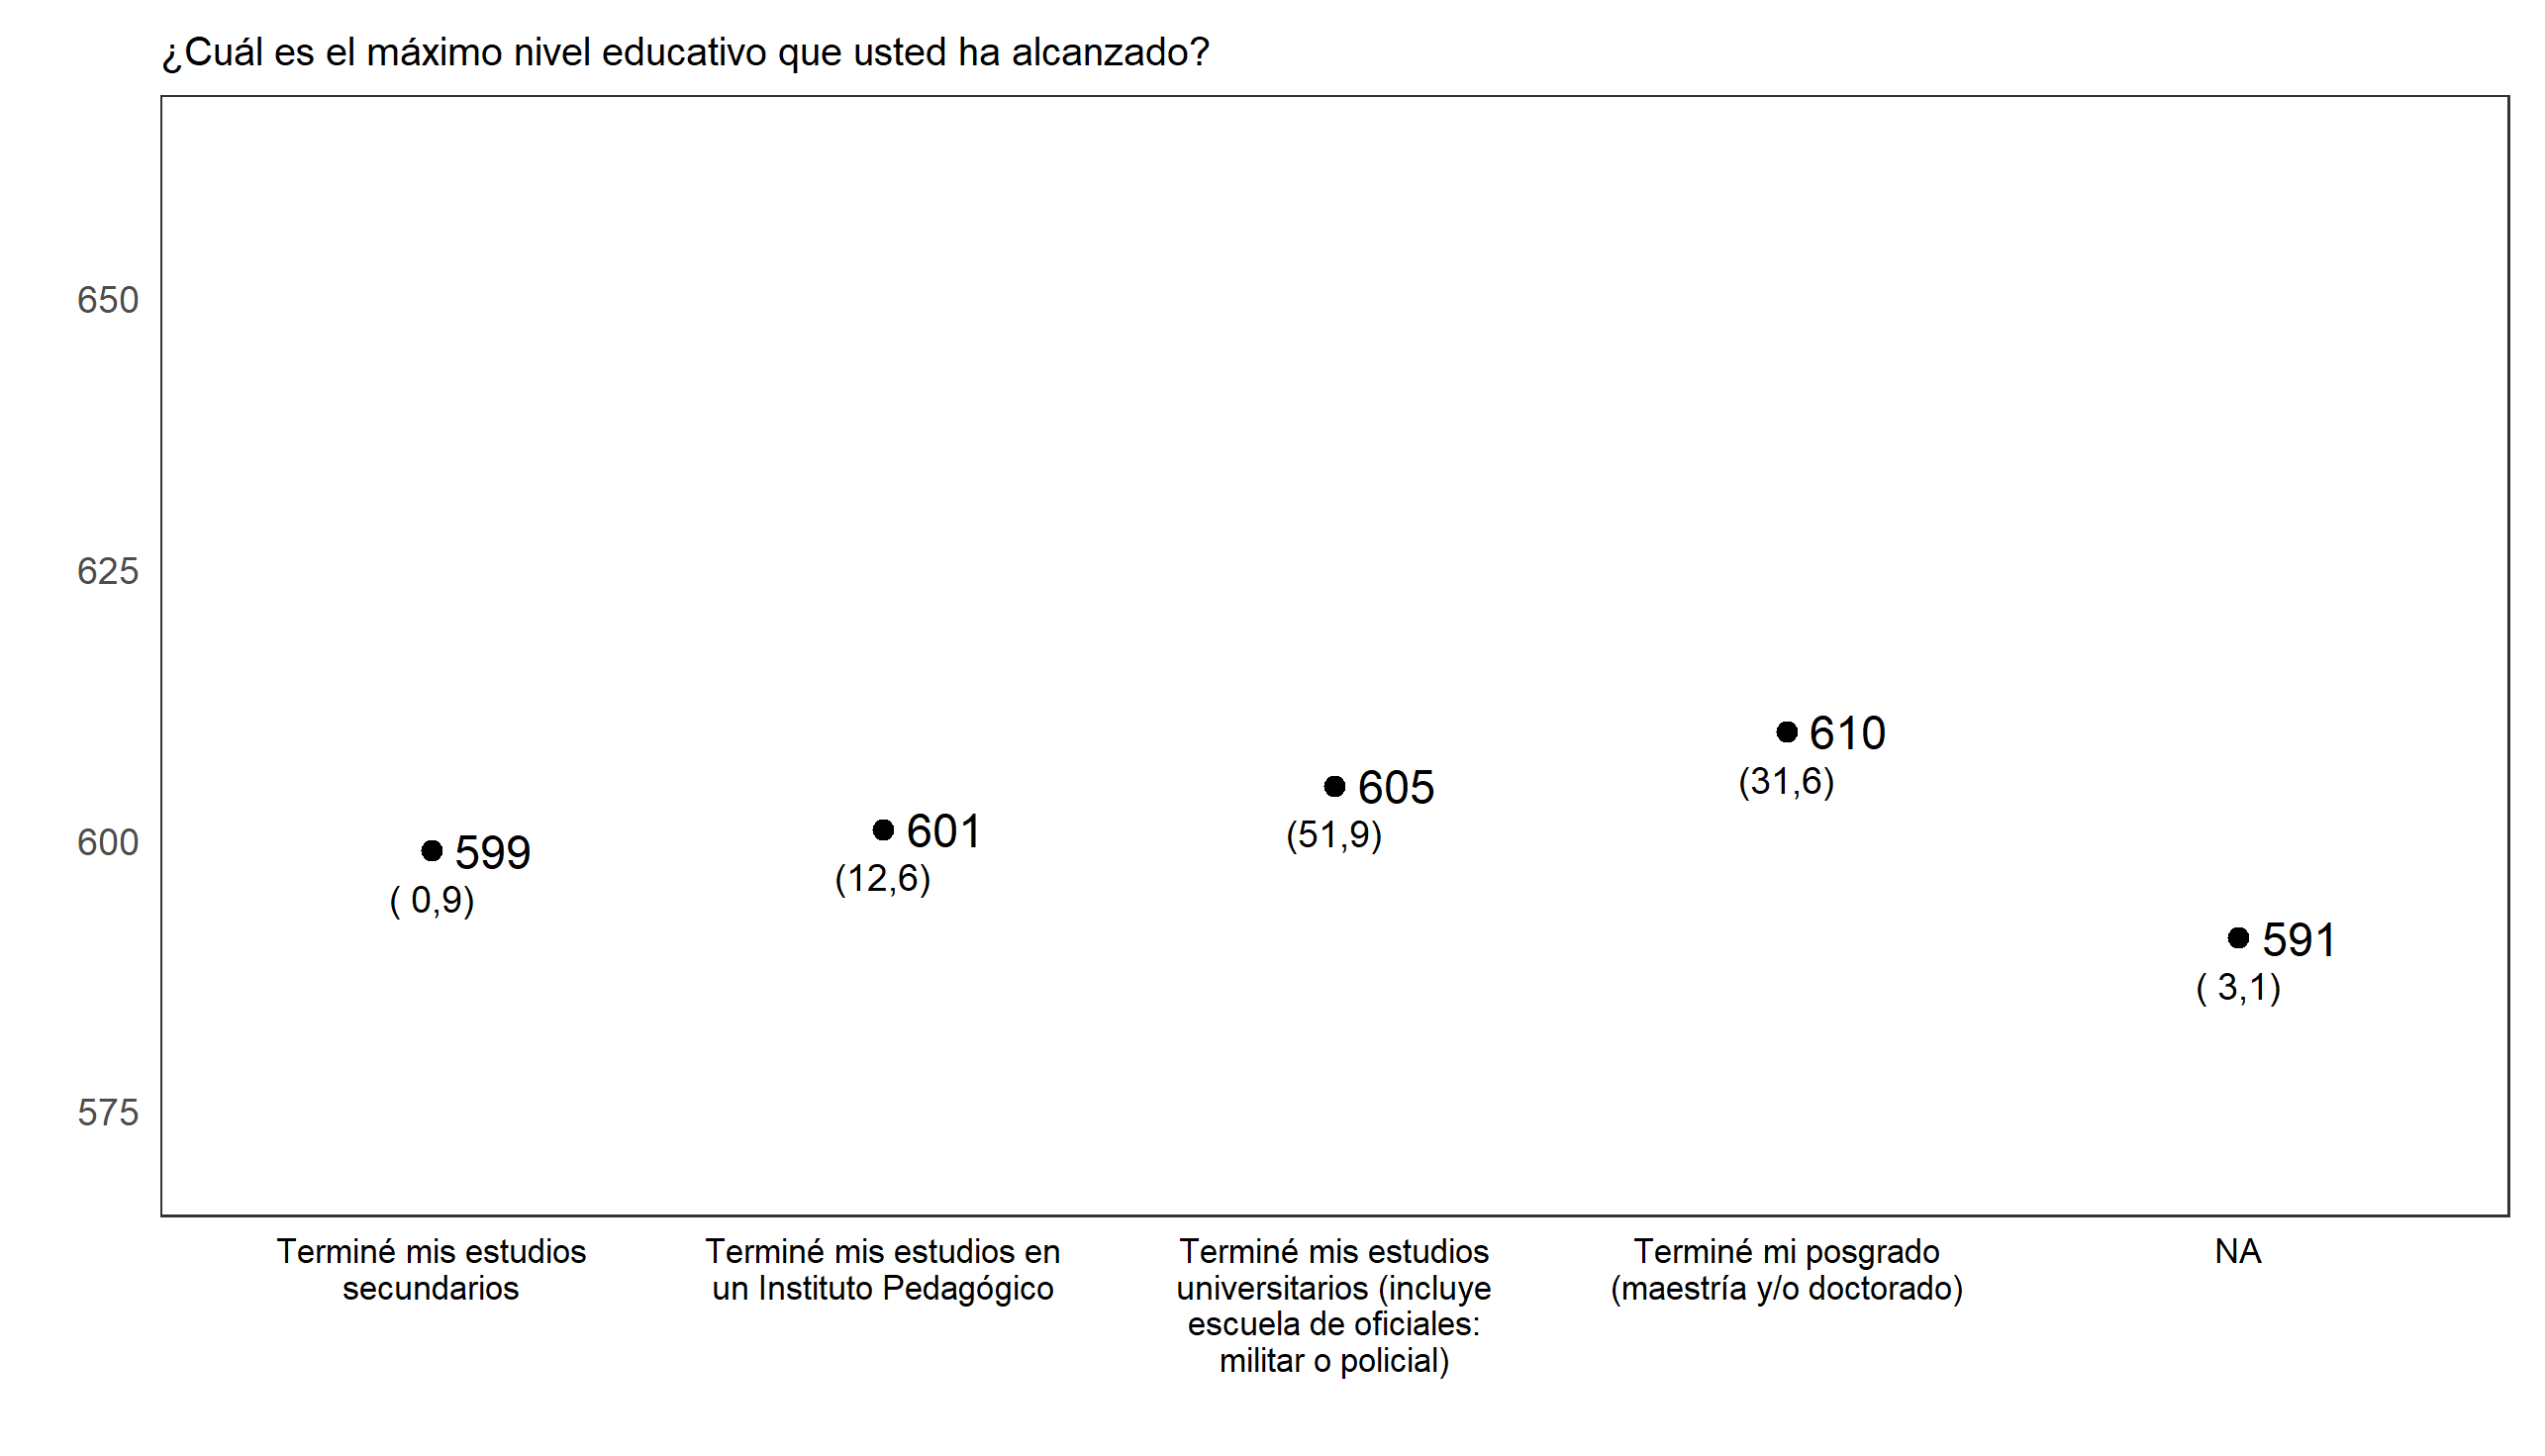 ¿Cuál es el máximo nivel educativo que usted ha alcanzado?
650
625
600
575
599
( 0,9)
601
(12,6)
605
(51,9)
610
(31,6)
591
( 3,1)
Terminé mis estudios
secundarios
Terminé mis estudios en
un Instituto Pedagógico
Terminé mis estudios
universitarios (incluye
escuela de oficiales:
militar o policial)
Terminé mi posgrado
(maestría y/o doctorado)
NA